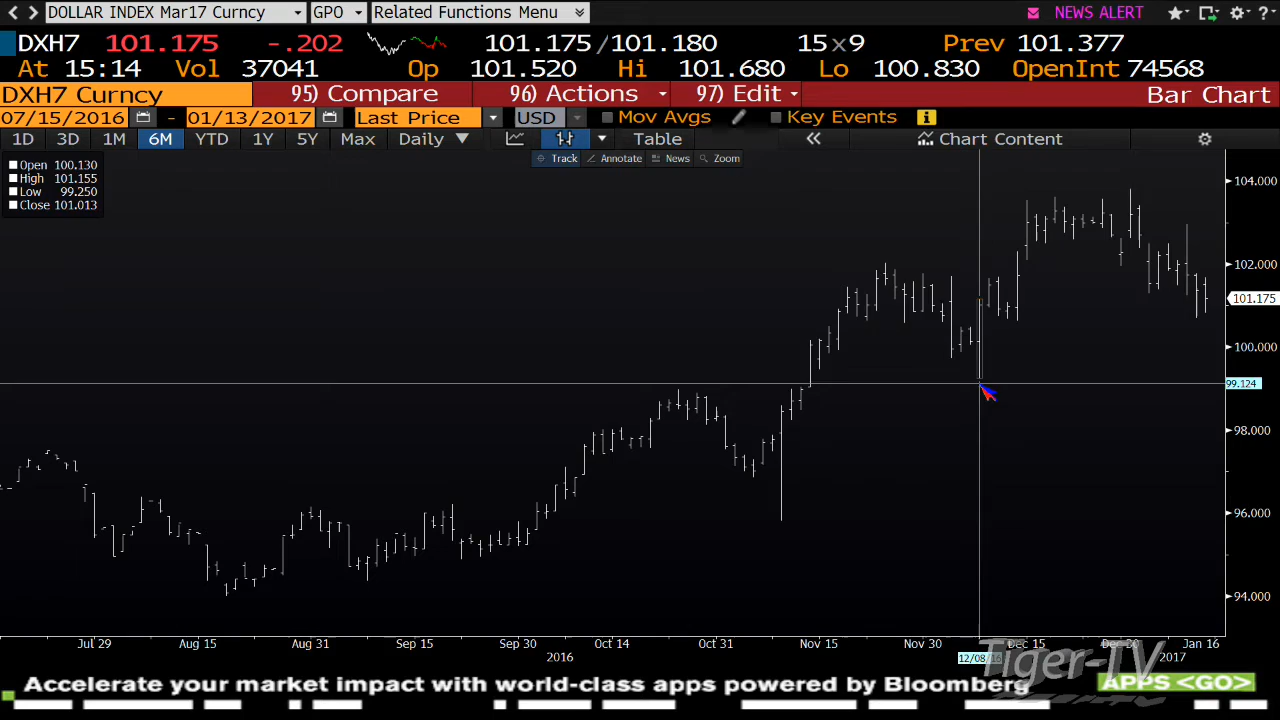 DOLLAR INDEX Mar17 Curncy GPO Related Functions Menu NEWS ALERT
DXH7 101.175 -.202 101.175/101.180 15x9 Prev 101.377
At 15:14 Vol 37041 Op 101.520 Hi 101.680 Lo 100.830 OpenInt 74568
DXH7 Curncy 95) Compare 96) Actions 97) Edit Bar Chart
07/15/2016 - 01/13/2017 Last Price USD Mov Avgs Key Events
1D 3D 1M 6M YTD 1Y 5Y Max Daily Table Chart Content
Track Annotate News Zoom
Open 100.130
High 101.155
Low 99.250
Close 101.013
104.000
102.000
101.175
100.000
99.124
98.000
96.000
94.000
Jul 29 Aug 15 Aug 31 Sep 15 Sep 30 Oct 14 Oct 31 Nov 15 Nov 30 Dec 15 Jan 16
2016 12/08/16 2017
Tiger-TV
Accelerate your market impact with world-class apps powered by Bloomberg APPS <GO>